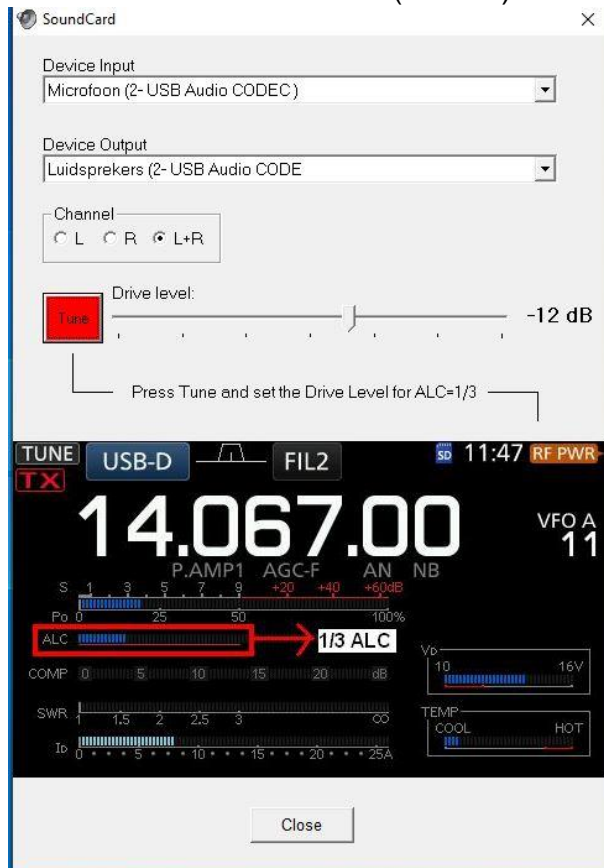 SoundCard
Device Input
Microfoon (2- USB Audio CODEC)
Device Output
Luidsprekers (2- USB Audio CODE
Channel
L R L+R
Drive level:
Tune
-12 dB
Press Tune and set the Drive Level for ALC=1/3
TUNE USB-D FIL2 SD 11:47 RF PWR
TX
14.067.00 VFO A
11
P.AMP1 AGC-F AN NB
S 1 3 5 7 9 +20 +40 +60dB
Po 0 25 50 100%
ALC 1/3 ALC
COMP 0 5 10 15 20 dB
VD
10 16V
SWR 1 1.5 2 2.5 3 ∞
TEMP
COOL HOT
ID 0 5 10 15 20 25A
Close